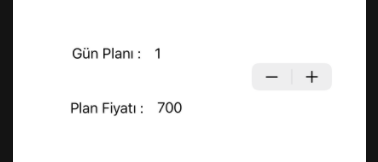 Gün Planı : 1
− +
Plan Fiyatı : 700